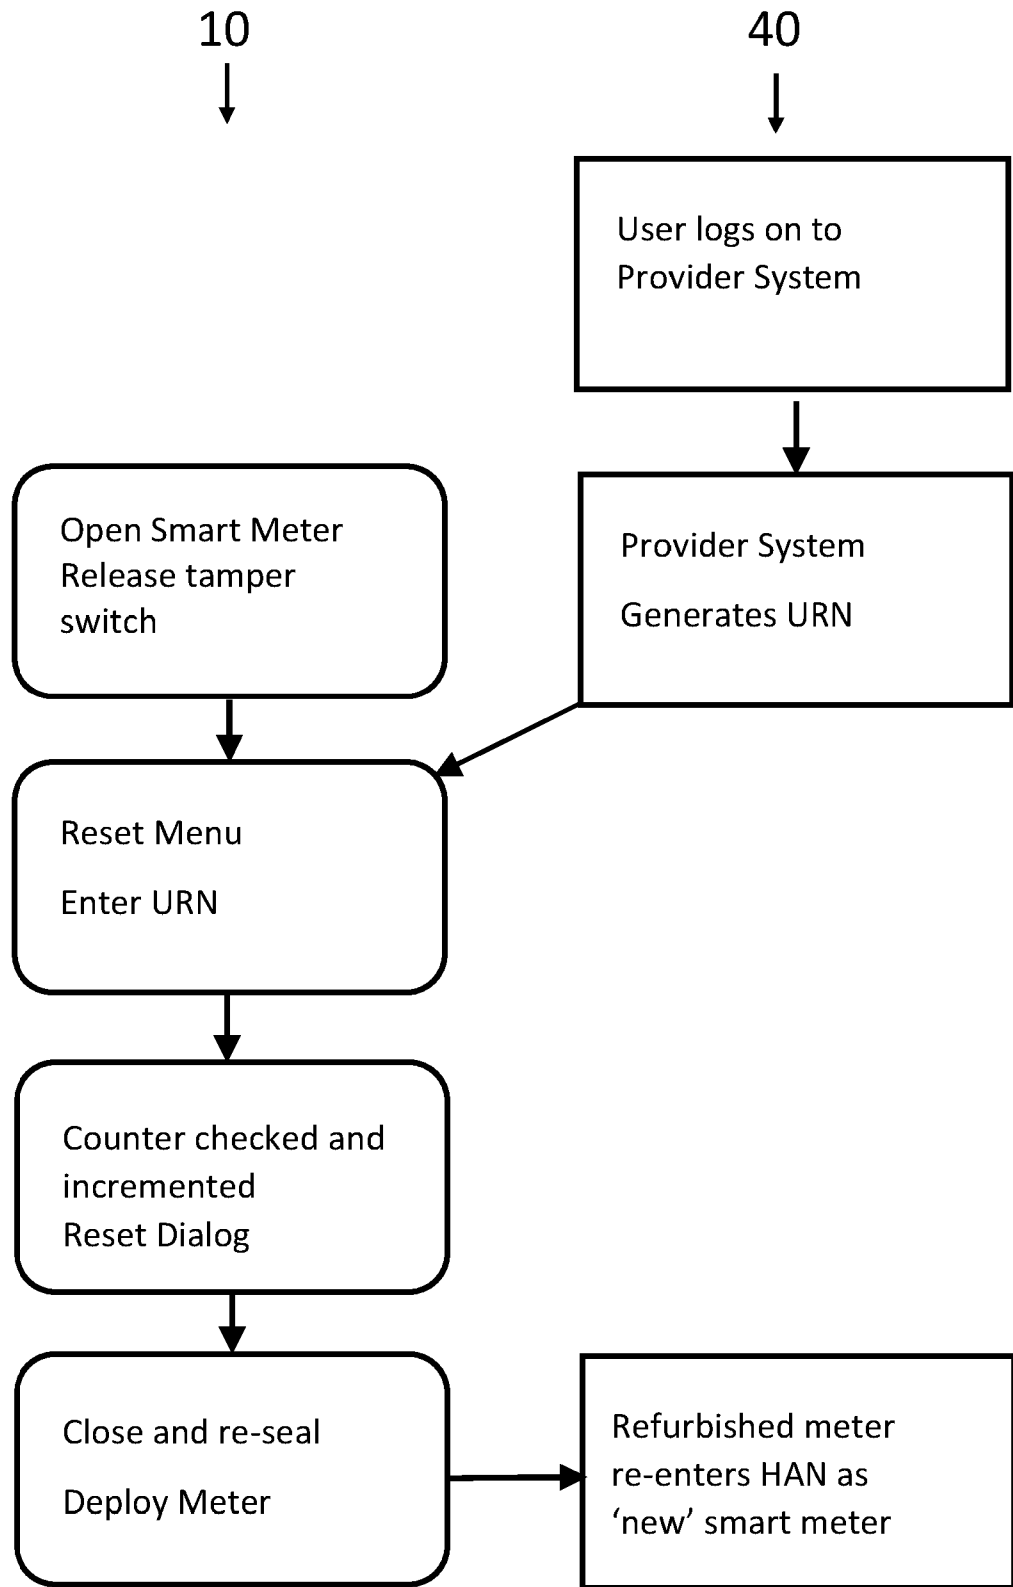 10
40
User logs on to
Provider System
Open Smart Meter
Release tamper
switch
Provider System
Generates URN
Reset Menu
Enter URN
Counter checked and
incremented
Reset Dialog
Close and re-seal
Deploy Meter
Refurbished meter
re-enters HAN as
‘new’ smart meter